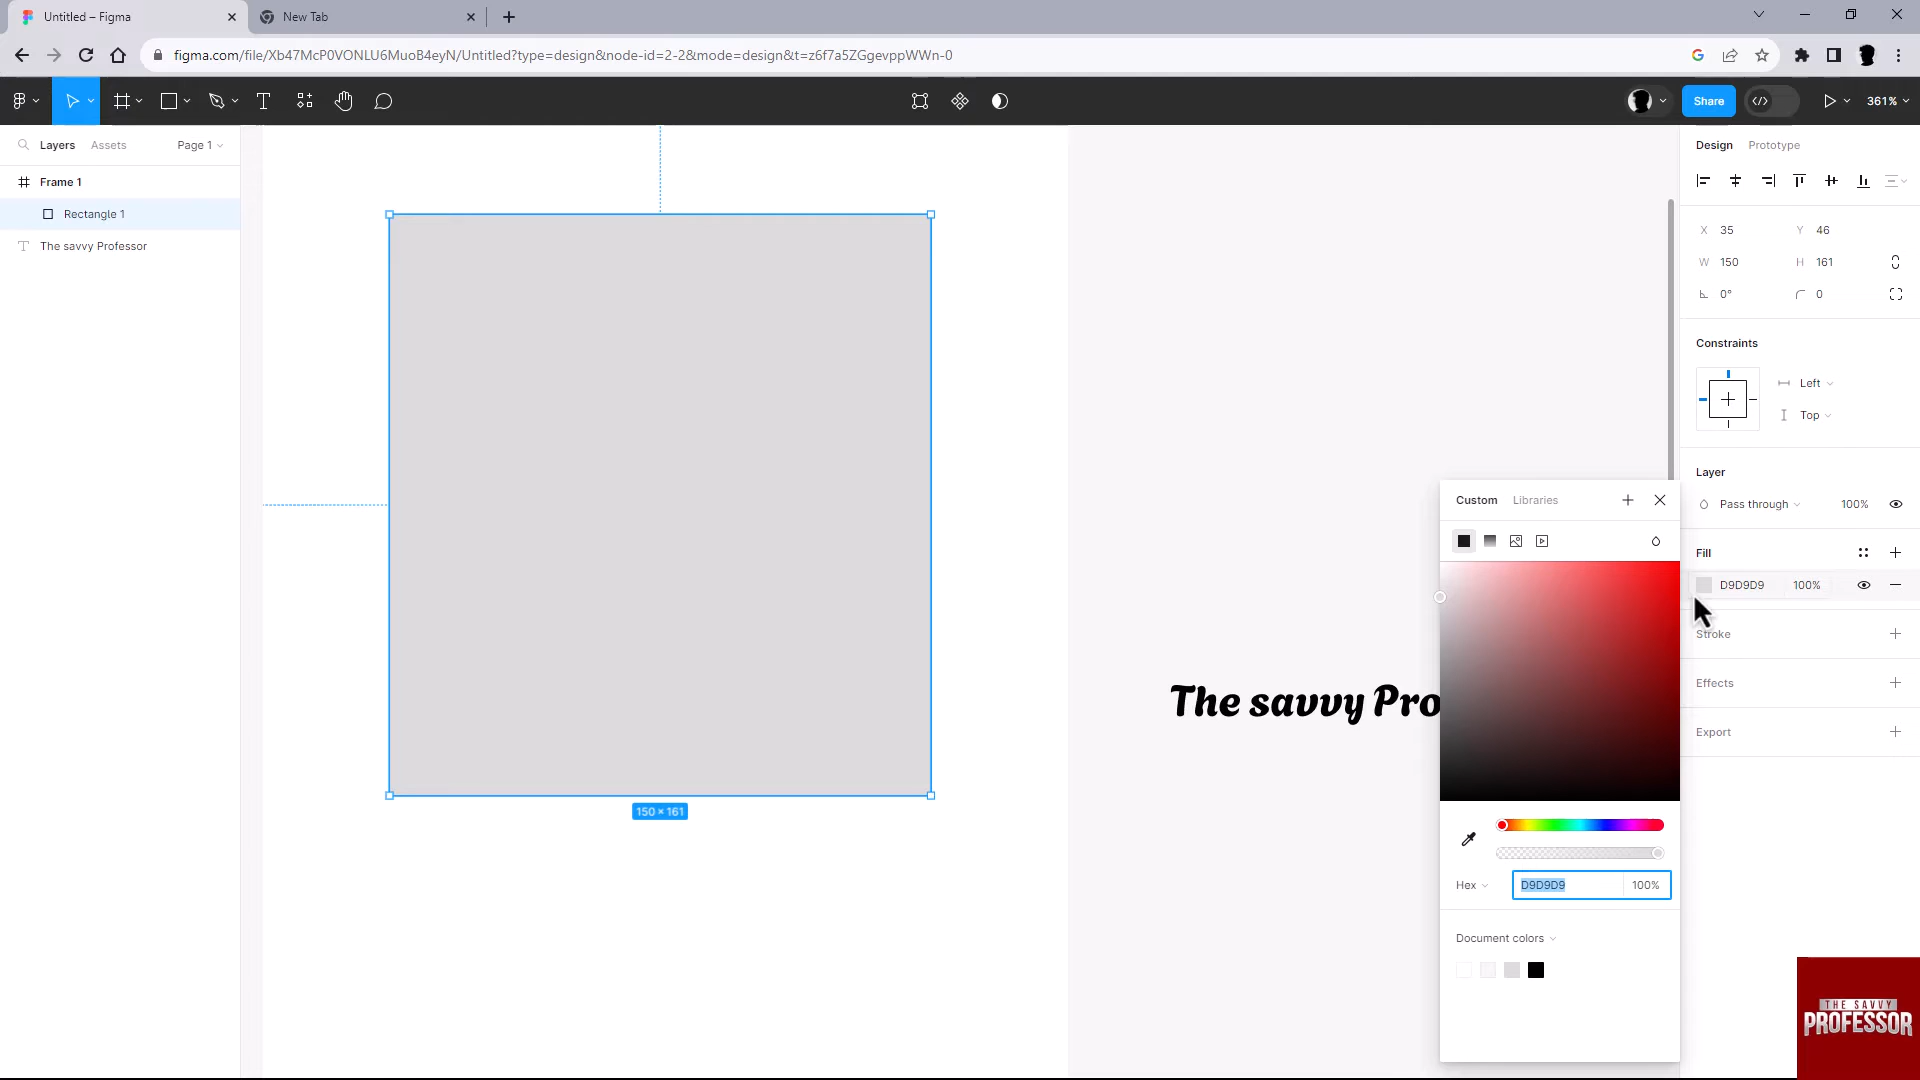 Untitled – Figma
New Tab
figma.com/file/Xb47McP0VONLU6MuoB4eyN/Untitled?type=design&node-id=2-2&mode=design&t=z6f7a5ZGgevppWWn-0
Share
361%
Layers
Assets
Page 1
Design
Prototype
Frame 1
Rectangle 1
The savvy Professor
X 35
Y 46
W 150
H 161
0°
0
Constraints
Left
Top
Layer
Pass through
100%
Custom
Libraries
Fill
D9D9D9
100%
Stroke
Effects
Export
The savvy Pro
150 × 161
Hex
D9D9D9
100%
Document colors
THE SAVVY
PROFESSOR